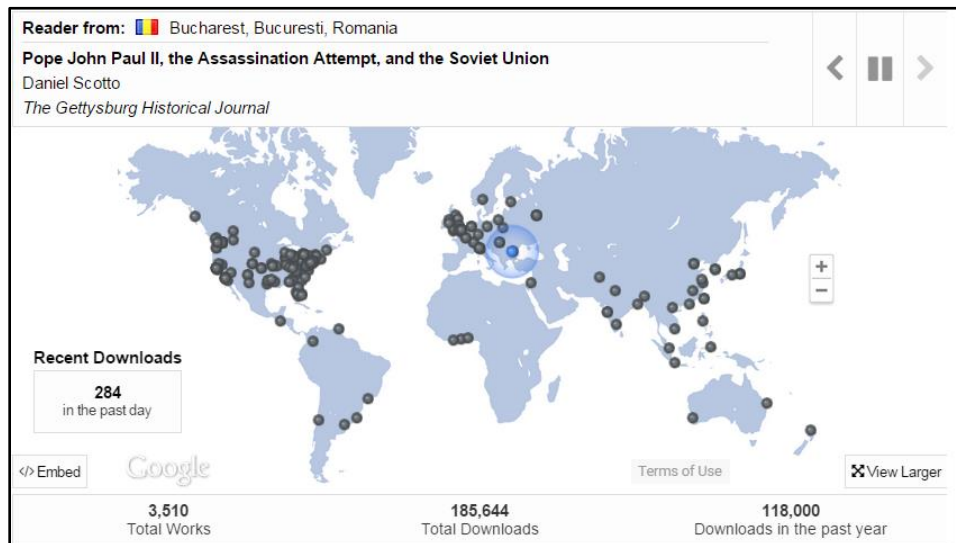 Reader from: Bucharest, Bucuresti, Romania
Pope John Paul II, the Assassination Attempt, and the Soviet Union
Daniel Scotto
The Gettysburg Historical Journal
+
−
Recent Downloads
284
in the past day
</> Embed
Google
Terms of Use
View Larger
3,510
Total Works
185,644
Total Downloads
118,000
Downloads in the past year